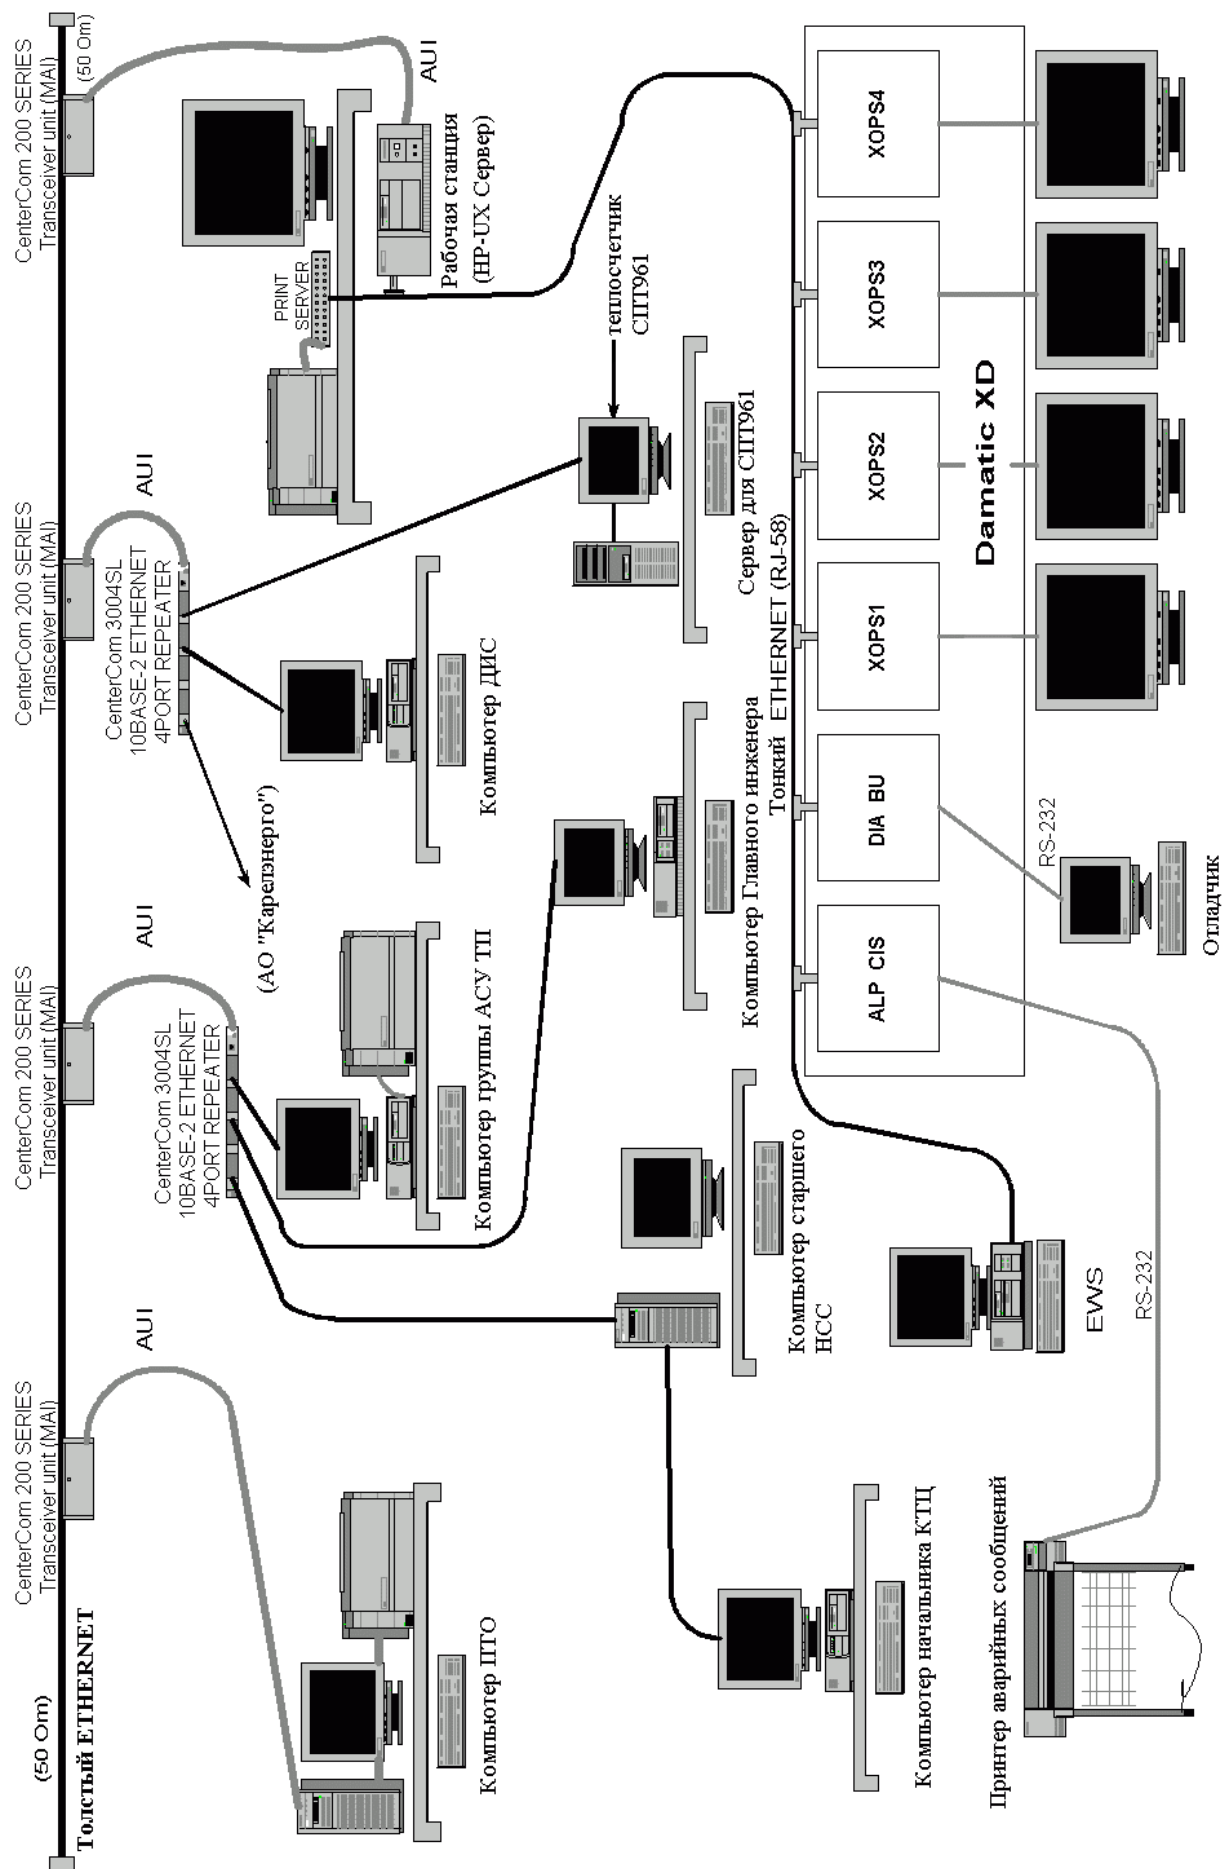 (50 Om)
Толстый ETHERNET
CenterCom 200 SERIES
Transceiver unit (MAI)
CenterCom 200 SERIES
Transceiver unit (MAI)
CenterCom 200 SERIES
Transceiver unit (MAI)
CenterCom 200 SERIES
Transceiver unit (MAI)
(50 Om)
AUI
AUI
AUI
AUI
CenterCom 3004SL
10BASE-2 ETHERNET
4PORT REPEATER
CenterCom 3004SL
10BASE-2 ETHERNET
4PORT REPEATER
(АО "Карелэнерго")
PRINT
SERVER
Рабочая станция
(HP-UX Сервер)
Компьютер ПТО
Компьютер группы АСУ ТП
Компьютер ДИС
теплосчетчик
СПТ961
Сервер для СПТ961
Компьютер Главного инженера
Компьютер старшего
НСС
Компьютер начальника КТЦ
Тонкий ETHERNET (RJ-58)
ALP CIS
DIA BU
XOPS1
XOPS2
XOPS3
XOPS4
Damatic XD
EWS
RS-232
RS-232
Отладчик
Принтер аварийных сообщений